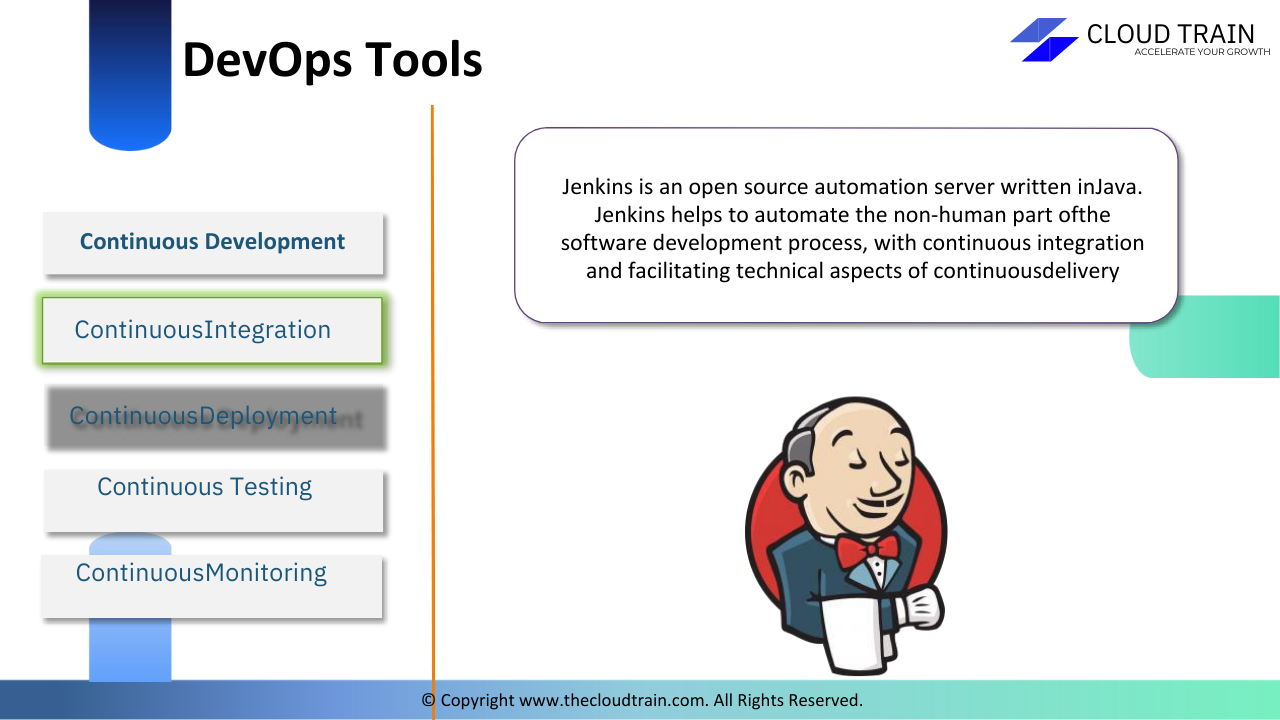 DevOps Tools
CLOUD TRAIN
ACCELERATE YOUR GROWTH
Continuous Development
ContinuousIntegration
ContinuousDeployment
Continuous Testing
ContinuousMonitoring
Jenkins is an open source automation server written inJava.
Jenkins helps to automate the non-human part ofthe
software development process, with continuous integration
and facilitating technical aspects of continuousdelivery
© Copyright www.thecloudtrain.com. All Rights Reserved.